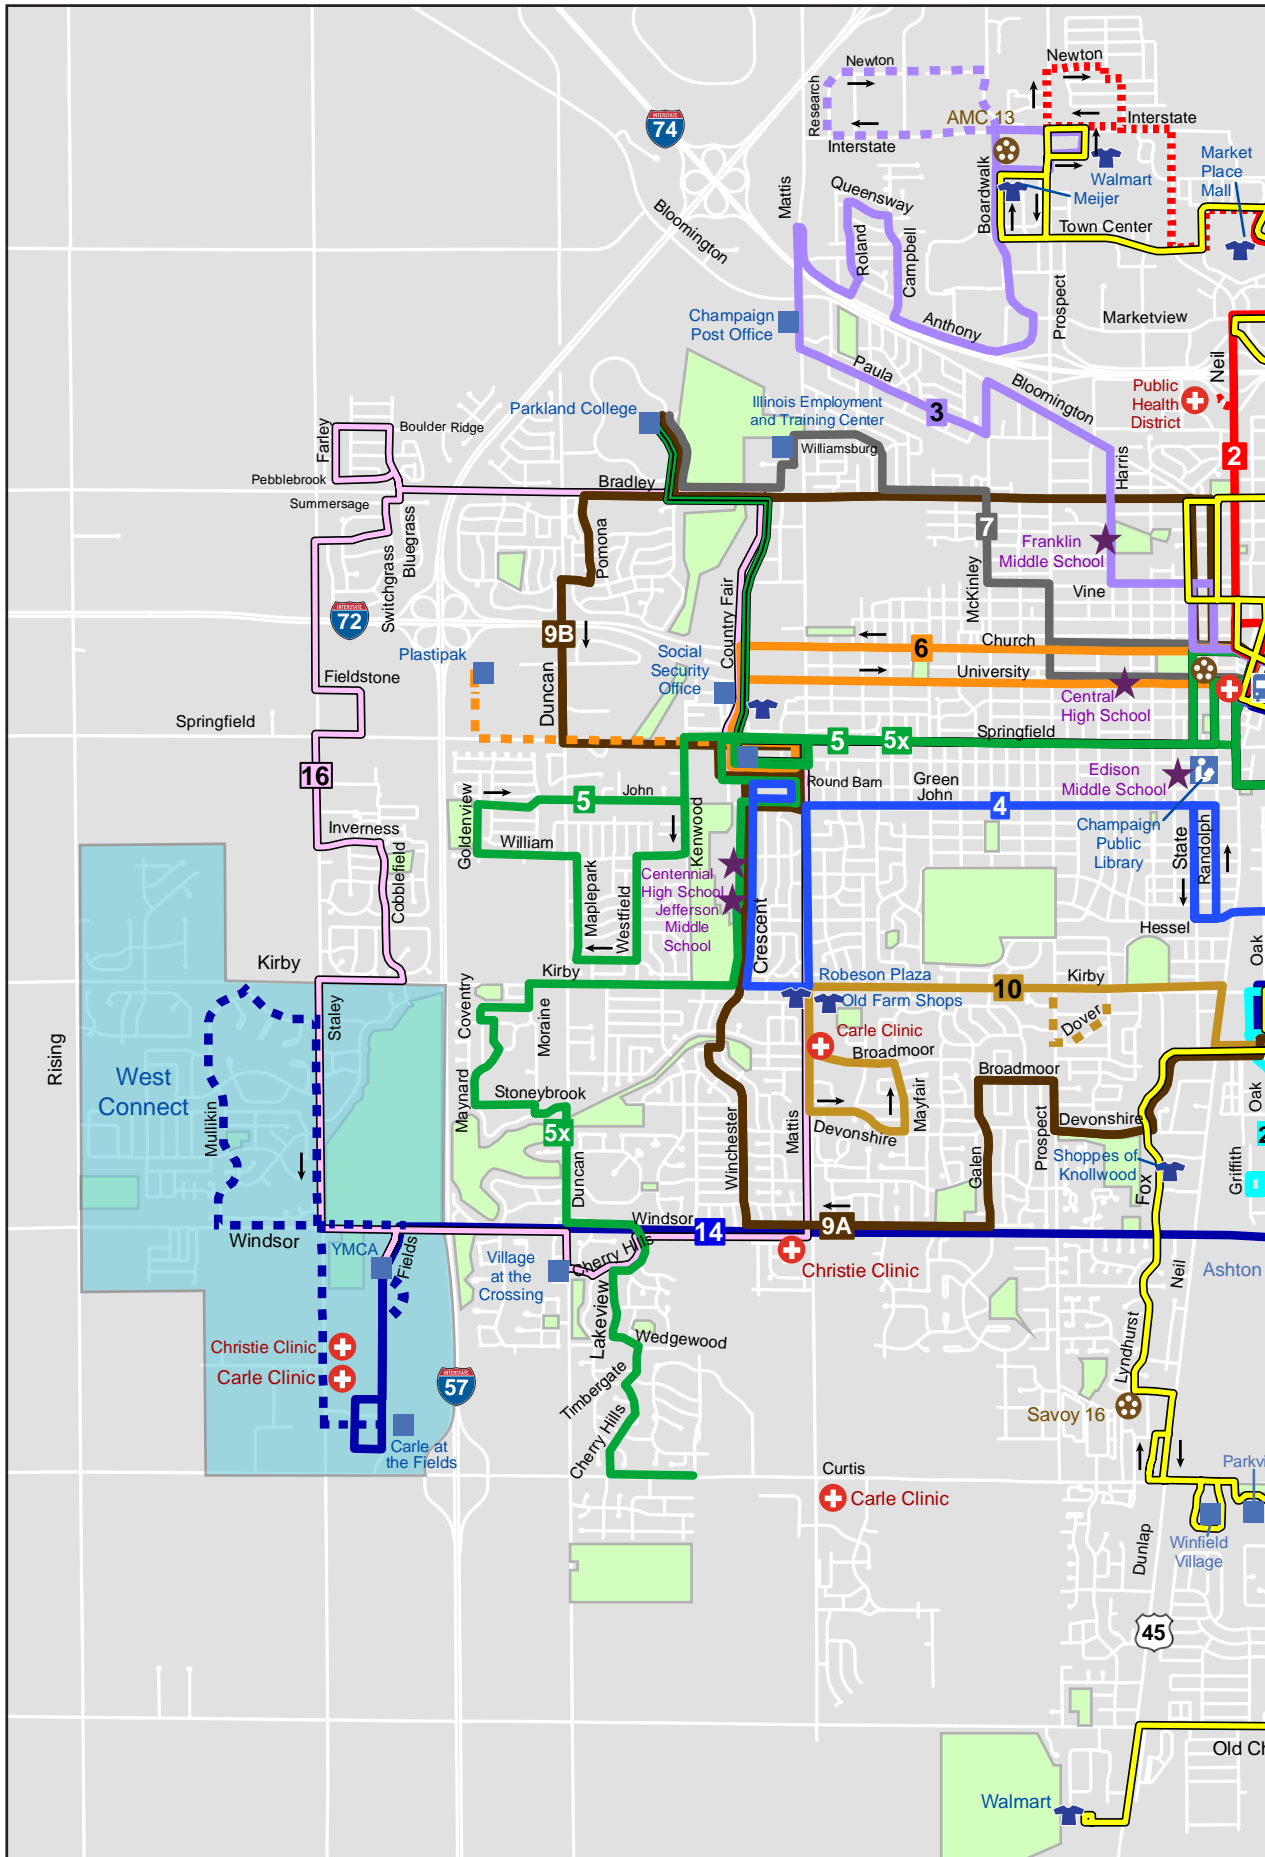 Newton
Newton
Research
AMC 13
INTERSTATE
74
Interstate
Interstate
Market
Place
Mall
Walmart
Meijer
Mattis
Queensway
Boardwalk
Bloomington
Roland
Campbell
Town Center
Prospect
Champaign
Post Office
Anthony
Marketview
Paula
Bloomington
Neil
Public
Health
District
Parkland College
Illinois Employment
and Training Center
3
Farley
Boulder Ridge
Williamsburg
Harris
2
Pebblebrook
Bradley
Summersage
Switchgrass
Bluegrass
Pomona
7
Franklin
Middle School
Country Fair
McKinley
Vine
INTERSTATE
72
9B
Church
6
Plastipak
Social
Security
Office
Fieldstone
University
Duncan
Central
High School
Springfield
5
5x
Springfield
16
Edison
Middle School
Round Barn
Green
John
John
5
4
Goldenview
Inverness
William
Kenwood
Champaign
Public
Library
State
Randolph
Cobblefield
Maplepark
Westfield
Centennial
High School
Jefferson
Middle
School
Crescent
Hessel
Oak
Kirby
Kirby
Robeson Plaza
Kirby
10
Old Farm Shops
Staley
Coventry
Moraine
Dover
Rising
Carle Clinic
Broadmoor
Broadmoor
West
Connect
Maynard
Stoneybrook
Mullikin
5x
Winchester
Mattis
Devonshire
Mayfair
Galen
Prospect
Devonshire
Oak
2
Shoppes of
Knollwood
Fox
Griffith
Duncan
Windsor
Windsor
14
9A
YMCA
Fields
Village
at the
Crossing
Cherry Hills
Christie Clinic
Neil
Ashton
Lakeview
Wedgewood
Christie Clinic
Carle Clinic
INTERSTATE
57
Timbergate
Lyndhurst
Savoy 16
Carle at
the Fields
Cherry Hills
Curtis
Carle Clinic
Parkvi
Winfield
Village
Dunlap
45
Old Ch
Walmart